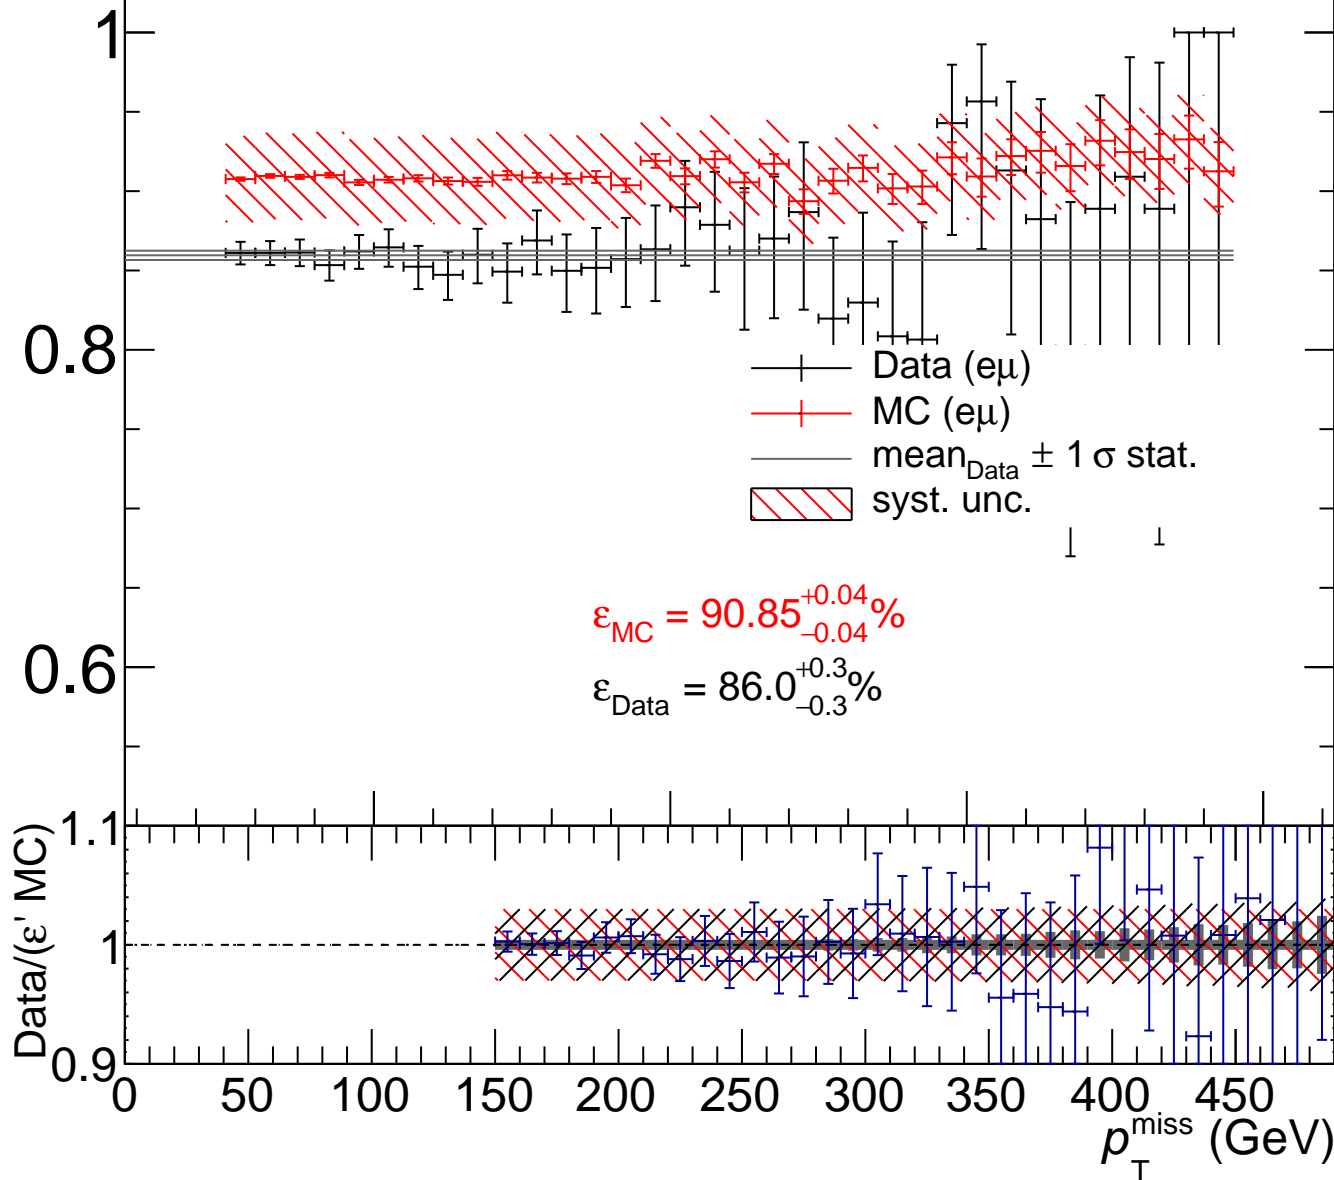 1
0.8
Data (eμ)
MC (eμ)
mean_Data ± 1 σ stat.
syst. unc.
0.6
ε_MC = 90.85 +0.04 −0.04 %
ε_Data = 86.0 +0.3 −0.3 %
1.1
1
0.9
Data/(ε' MC)
0 50 100 150 200 250 300 350 400 450
p_T^miss (GeV)